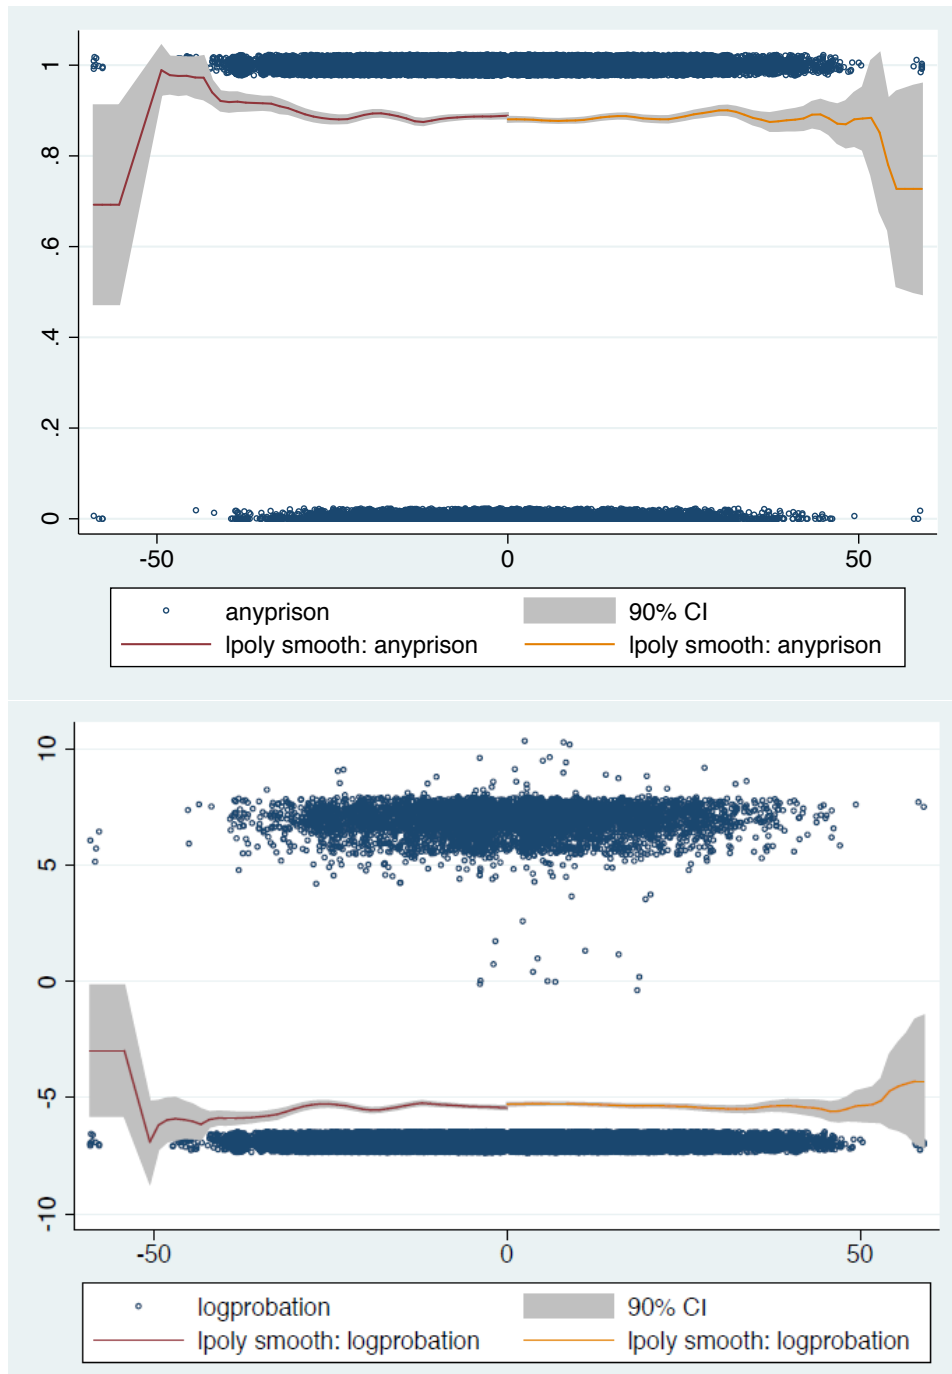 1
.8
.6
.4
.2
0
-50 0 50
anyprison 90% CI
lpoly smooth: anyprison lpoly smooth: anyprison
10
5
0
-5
-10
-50 0 50
logprobation 90% CI
lpoly smooth: logprobation lpoly smooth: logprobation